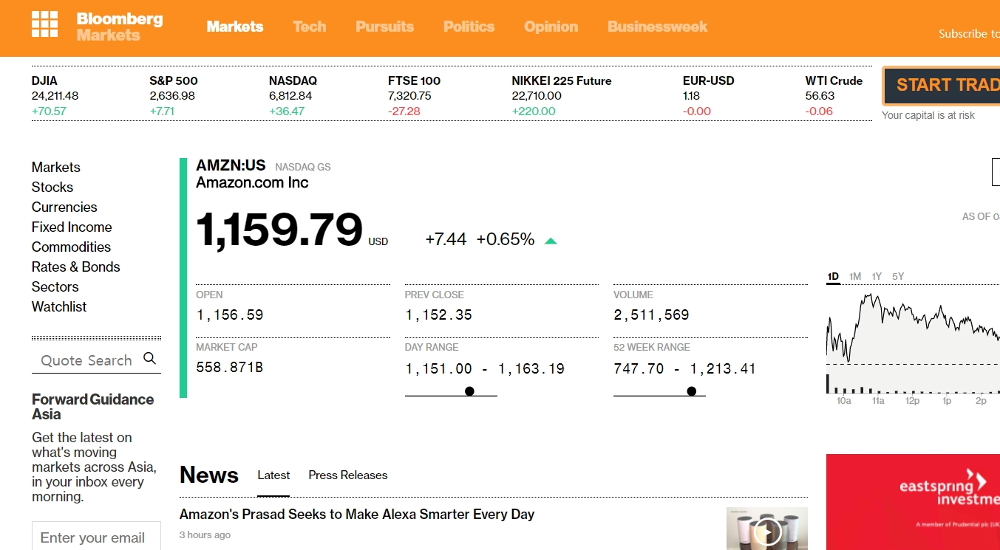 Bloomberg
Markets
Markets Tech Pursuits Politics Opinion Businessweek
Subscribe to
DJIA
24,211.48
+70.57
S&P 500
2,636.98
+7.71
NASDAQ
6,812.84
+36.47
FTSE 100
7,320.75
-27.28
NIKKEI 225 Future
22,710.00
+220.00
EUR-USD
1.18
-0.00
WTI Crude
56.63
-0.06
START TRAD
Your capital is at risk
Markets
Stocks
Currencies
Fixed Income
Commodities
Rates & Bonds
Sectors
Watchlist
Quote Search
Forward Guidance
Asia
Get the latest on
what's moving
markets across Asia,
in your inbox every
morning.
Enter your email
AMZN:US NASDAQ GS
Amazon.com Inc
1,159.79 USD +7.44 +0.65%
AS OF 0
OPEN
1,156.59
PREV CLOSE
1,152.35
VOLUME
2,511,569
MARKET CAP
558.871B
DAY RANGE
1,151.00 - 1,163.19
52 WEEK RANGE
747.70 - 1,213.41
1D 1M 1Y 5Y
10a 11a 12p 1p 2p
News Latest Press Releases
Amazon's Prasad Seeks to Make Alexa Smarter Every Day
3 hours ago
eastspring
investme
A member of Prudential plc (UK